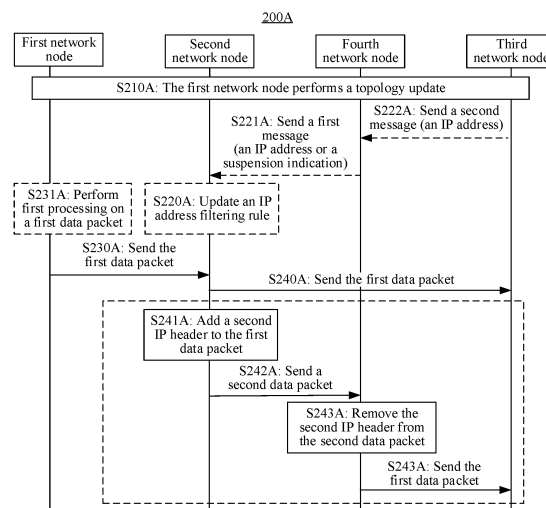 200A
First network
node
Second
network node
Fourth
network node
Third
network node
S210A: The first network node performs a topology update
S221A: Send a first
message
(an IP address or a
suspension indication)
S222A: Send a second
message (an IP address)
S231A: Perform
first processing on
a first data packet
S220A: Update an IP
address filtering rule
S230A: Send the
first data packet
S240A: Send the first data packet
S241A: Add a second
IP header to the first
data packet
S242A: Send a
second data packet
S243A: Remove the
second IP header from
the second data packet
S243A: Send the
first data packet